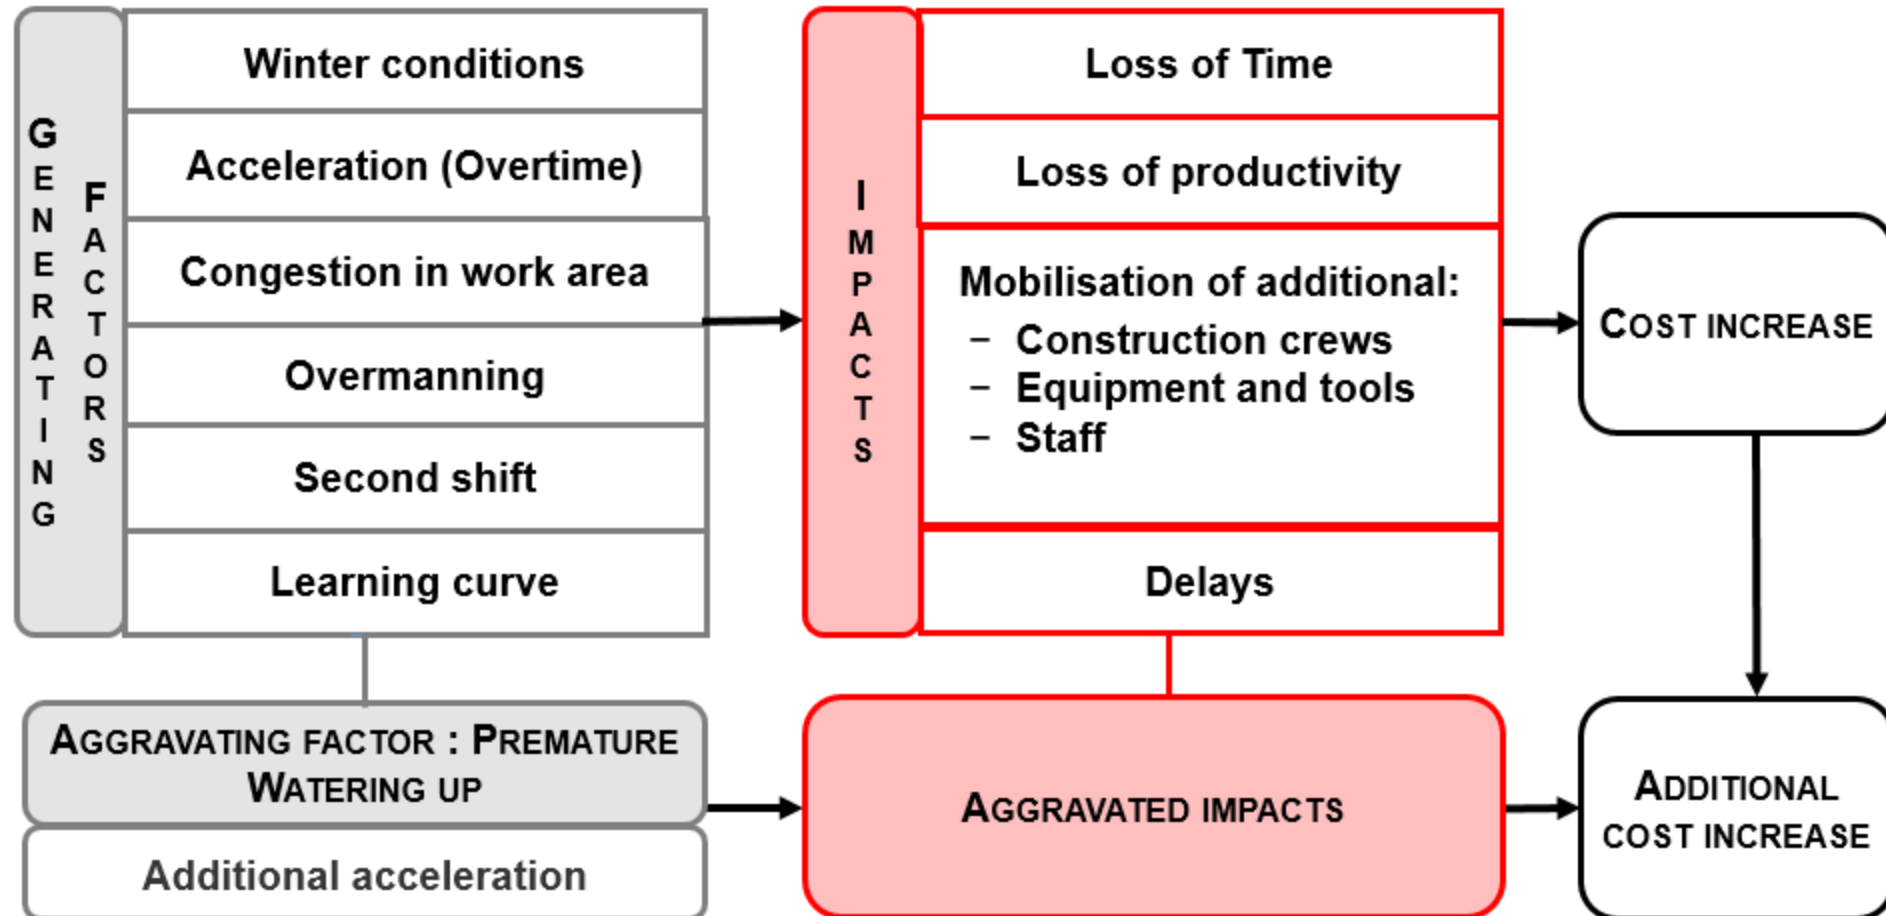 GENERATING
FACTORS
Winter conditions
Acceleration (Overtime)
Congestion in work area
Overmanning
Second shift
Learning curve
IMPACTS
Loss of Time
Loss of productivity
Mobilisation of additional:
– Construction crews
– Equipment and tools
– Staff
Delays
COST INCREASE
AGGRAVATING FACTOR : PREMATURE
WATERING UP
Additional acceleration
AGGRAVATED IMPACTS
ADDITIONAL
COST INCREASE